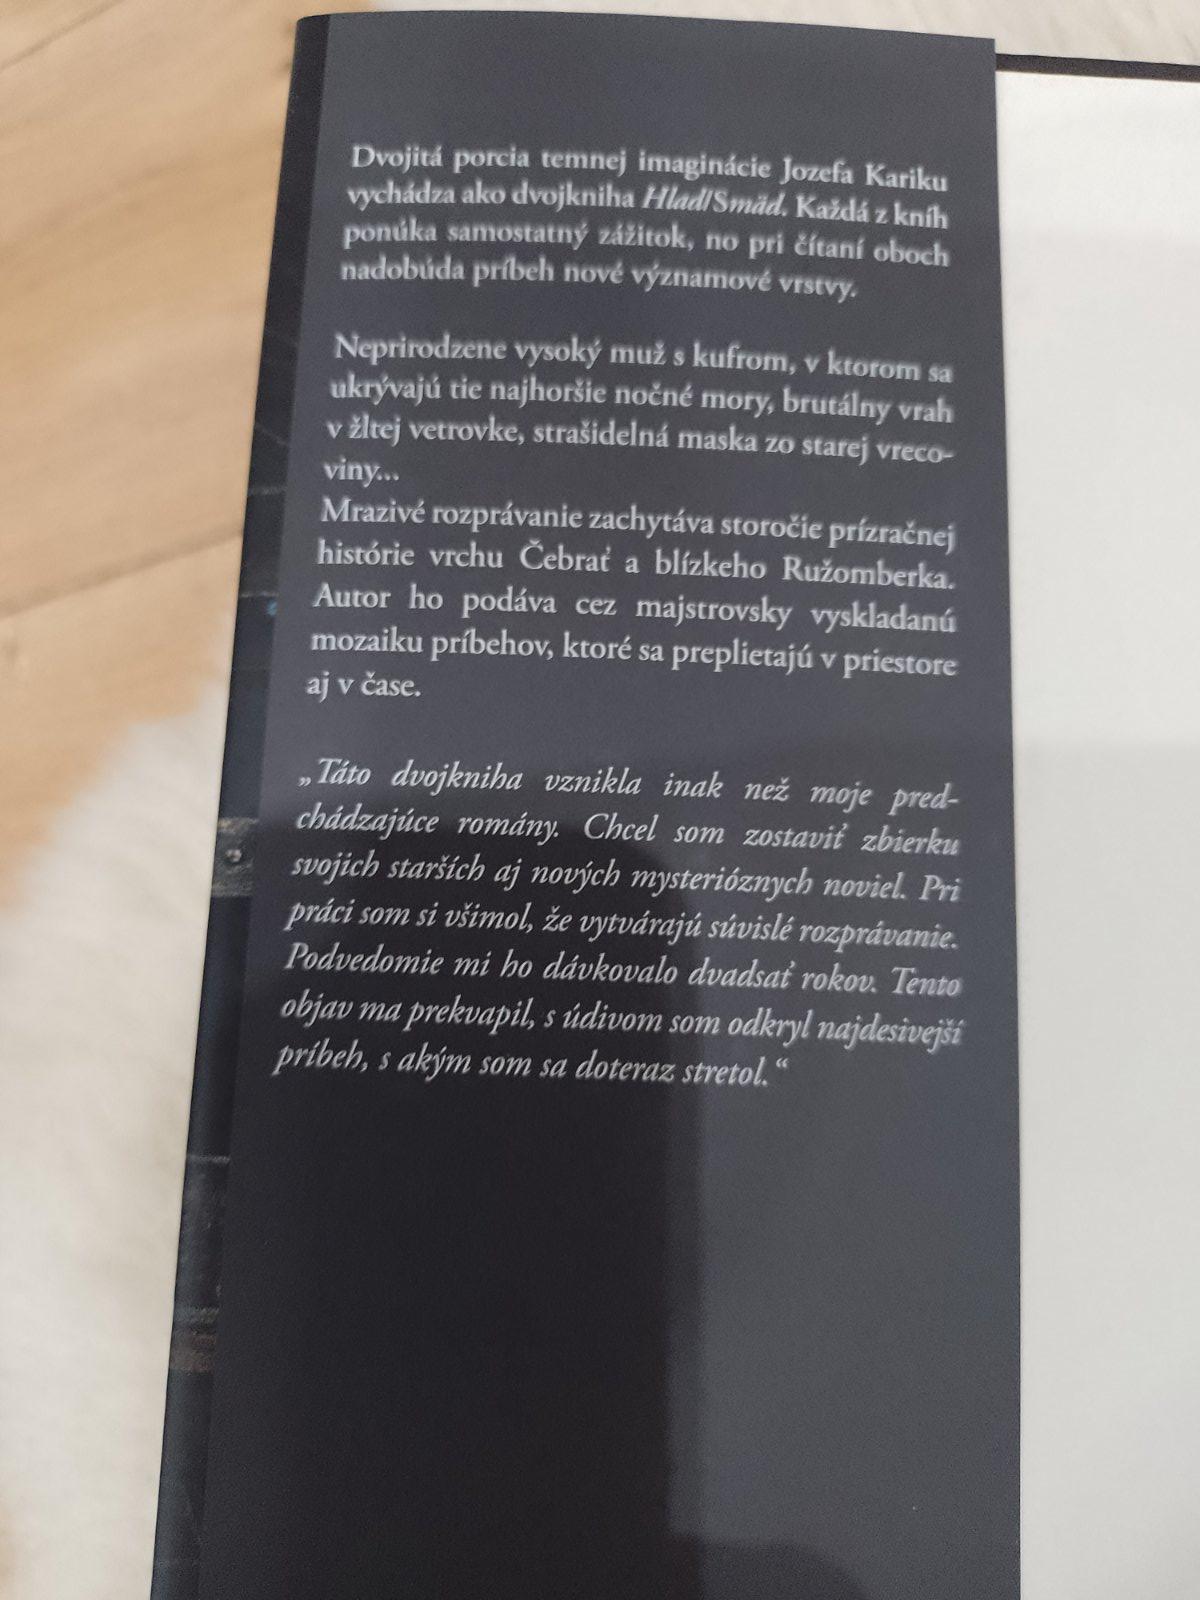 Dvojitá porcia temnej imaginácie Jozefa Kariku
vychádza ako dvojkniha Hlad/Smäd. Každá z kníh
ponúka samostatný zážitok, no pri čítaní oboch
nadobúda príbeh nové významové vrstvy.
Neprirodzene vysoký muž s kufrom, v ktorom sa
ukrývajú tie najhoršie nočné mory, brutálny vrah
v žltej vetrovke, strašidelná maska zo starej vreco-
viny...
Mrazivé rozprávanie zachytáva storočie prízračnej
histórie vrchu Čebrať a blízkeho Ružomberka.
Autor ho podáva cez majstrovsky vyskladanú
mozaiku príbehov, ktoré sa preplietajú v priestore
aj v čase.
„Táto dvojkniha vznikla inak než moje pred-
chádzajúce romány. Chcel som zostaviť zbierku
svojich starších aj nových mysterióznych noviel. Pri
práci som si všimol, že vytvárajú súvislé rozprávanie.
Podvedomie mi ho dávkovalo dvadsať rokov. Tento
objav ma prekvapil, s údivom som odkryl najdesivejší
príbeh, s akým som sa doteraz stretol.“